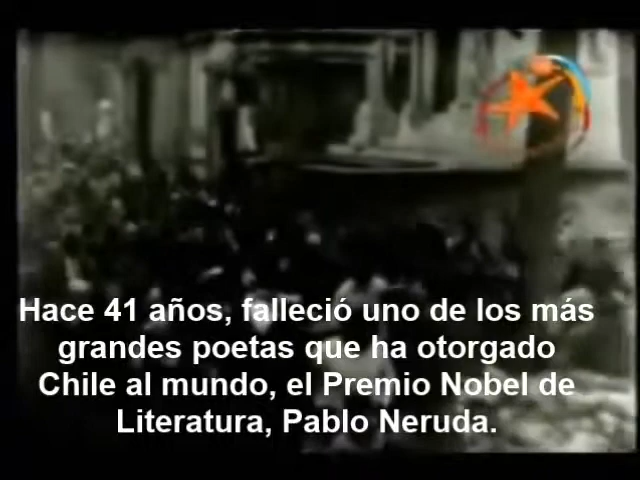 Hace 41 años, falleció uno de los más
grandes poetas que ha otorgado
Chile al mundo, el Premio Nobel de
Literatura, Pablo Neruda.